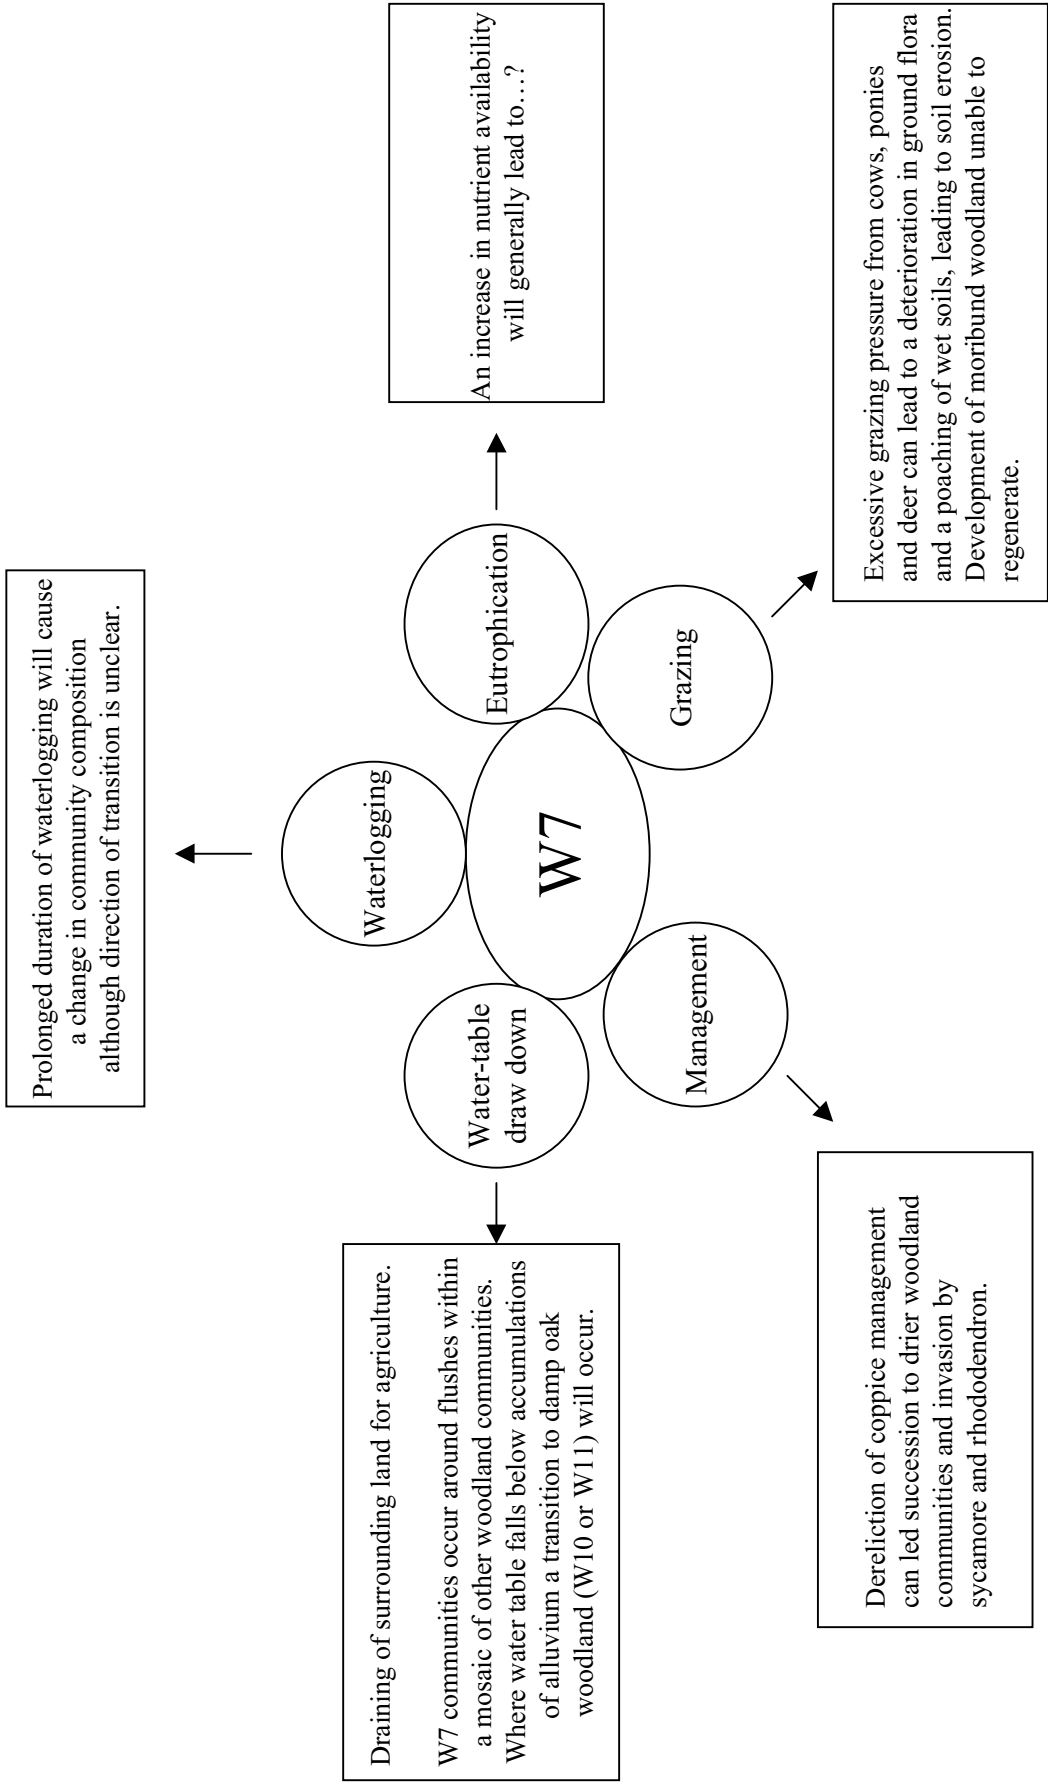 Prolonged duration of waterlogging will cause
a change in community composition
although direction of transition is unclear.
Draining of surrounding land for agriculture.
W7 communities occur around flushes within
a mosaic of other woodland communities.
Where water table falls below accumulations
of alluvium a transition to damp oak
woodland (W10 or W11) will occur.
Water-table
draw down
Waterlogging
Eutrophication
An increase in nutrient availability
will generally lead to…?
W7
Management
Grazing
Dereliction of coppice management
can led succession to drier woodland
communities and invasion by
sycamore and rhododendron.
Excessive grazing pressure from cows, ponies
and deer can lead to a deterioration in ground flora
and a poaching of wet soils, leading to soil erosion.
Development of moribund woodland unable to
regenerate.